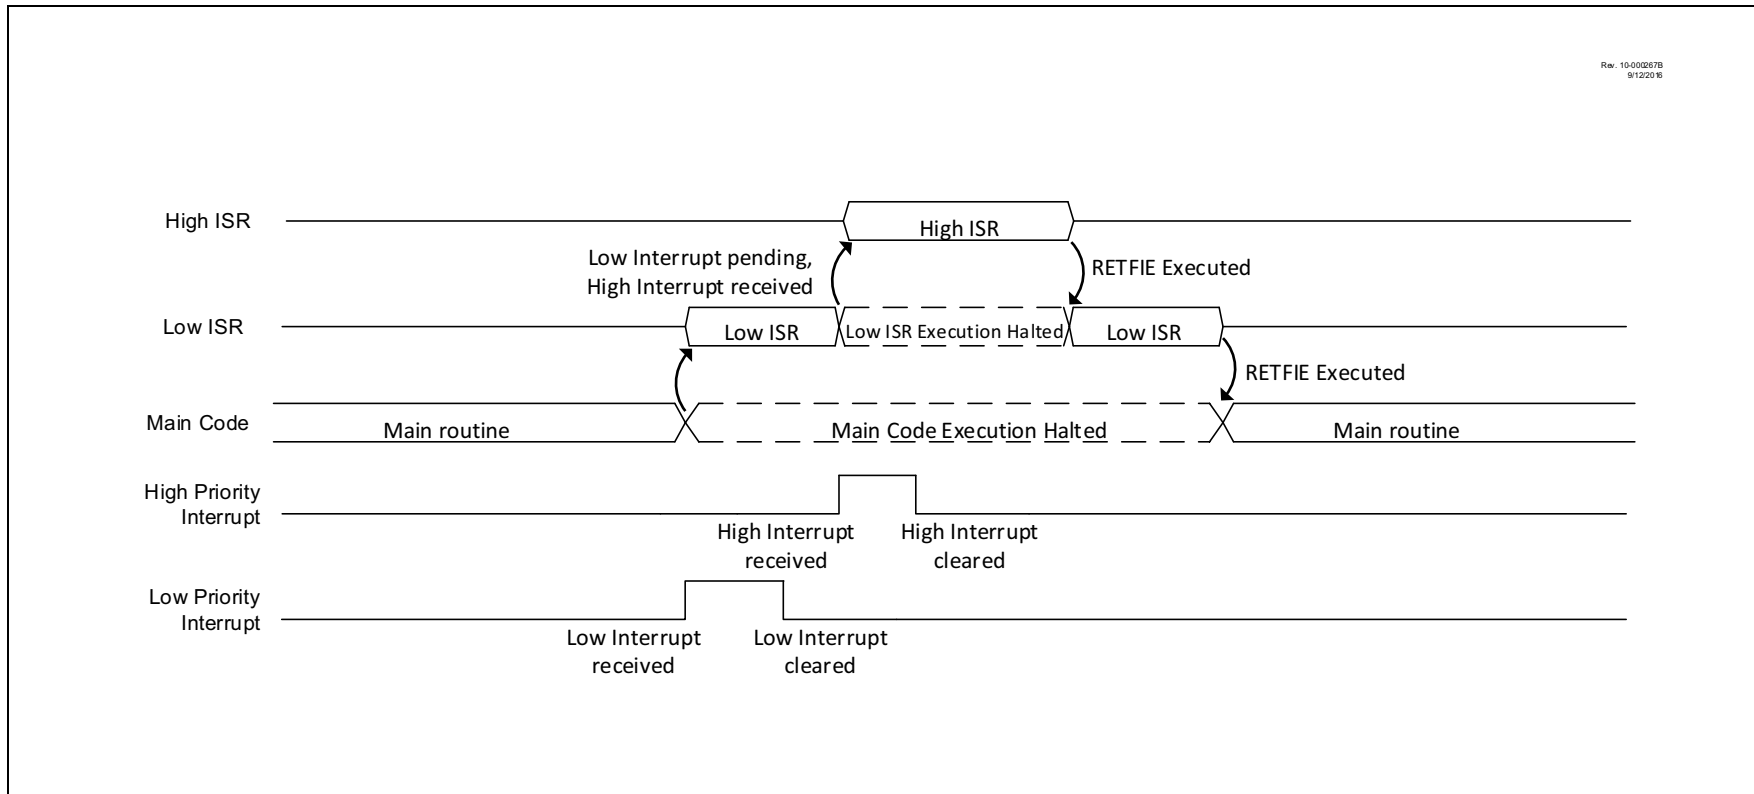 Rev. 10-000267B
9/12/2016
High ISR
High ISR
Low Interrupt pending,
High Interrupt received
RETFIE Executed
Low ISR
Low ISR
Low ISR Execution Halted
Low ISR
RETFIE Executed
Main Code
Main routine
Main Code Execution Halted
Main routine
High Priority
Interrupt
High Interrupt
received
High Interrupt
cleared
Low Priority
Interrupt
Low Interrupt
received
Low Interrupt
cleared